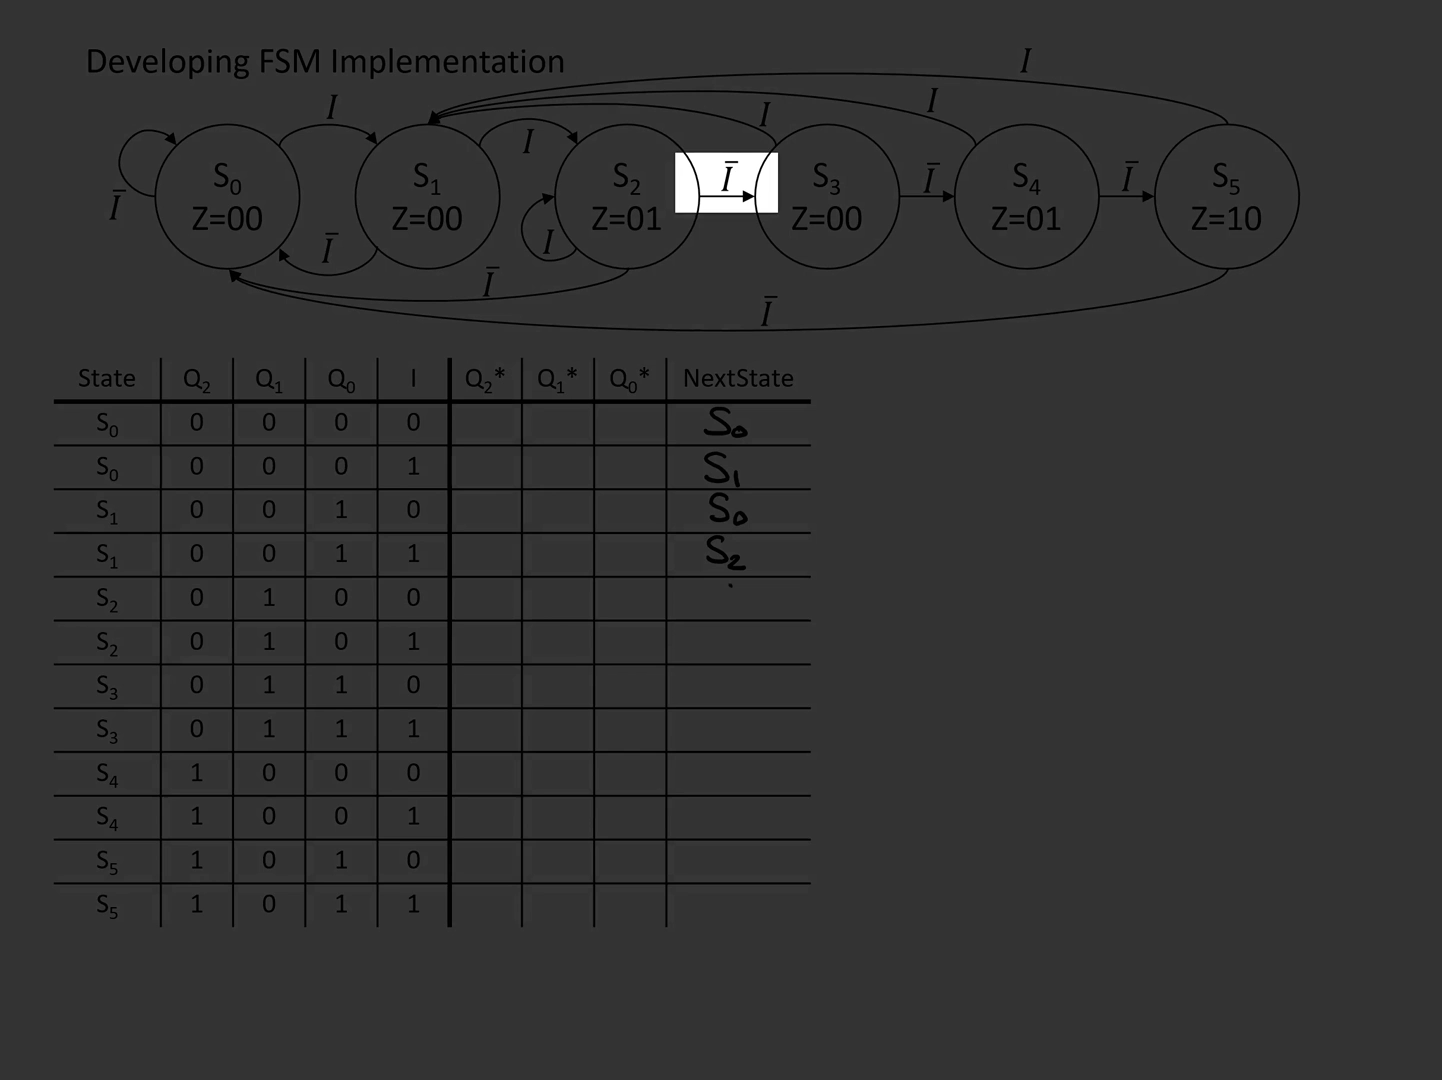 Developing FSM Implementation
I
I I I
I
S₀ S₁ S₂ I̅ S₃ I̅ S₄ I̅ S₅
I̅ Z=00 Z=00 Z=01 Z=00 Z=01 Z=10
I̅ I
I̅
I̅
State Q₂ Q₁ Q₀ I Q₂* Q₁* Q₀* NextState
S₀ 0 0 0 0 S₀
S₀ 0 0 0 1 S₁
S₁ 0 0 1 0 S₀
S₁ 0 0 1 1 S₂
S₂ 0 1 0 0
S₂ 0 1 0 1
S₃ 0 1 1 0
S₃ 0 1 1 1
S₄ 1 0 0 0
S₄ 1 0 0 1
S₅ 1 0 1 0
S₅ 1 0 1 1